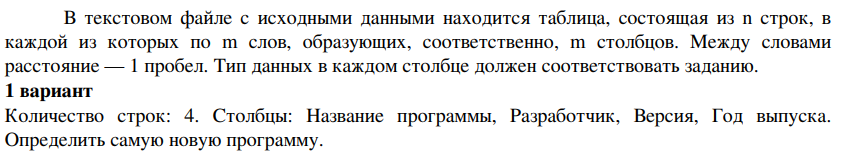 В текстовом файле с исходными данными находится таблица, состоящая из n строк, в
каждой из которых по m слов, образующих, соответственно, m столбцов. Между словами
расстояние — 1 пробел. Тип данных в каждом столбце должен соответствовать заданию.
1 вариант
Количество строк: 4. Столбцы: Название программы, Разработчик, Версия, Год выпуска.
Определить самую новую программу.